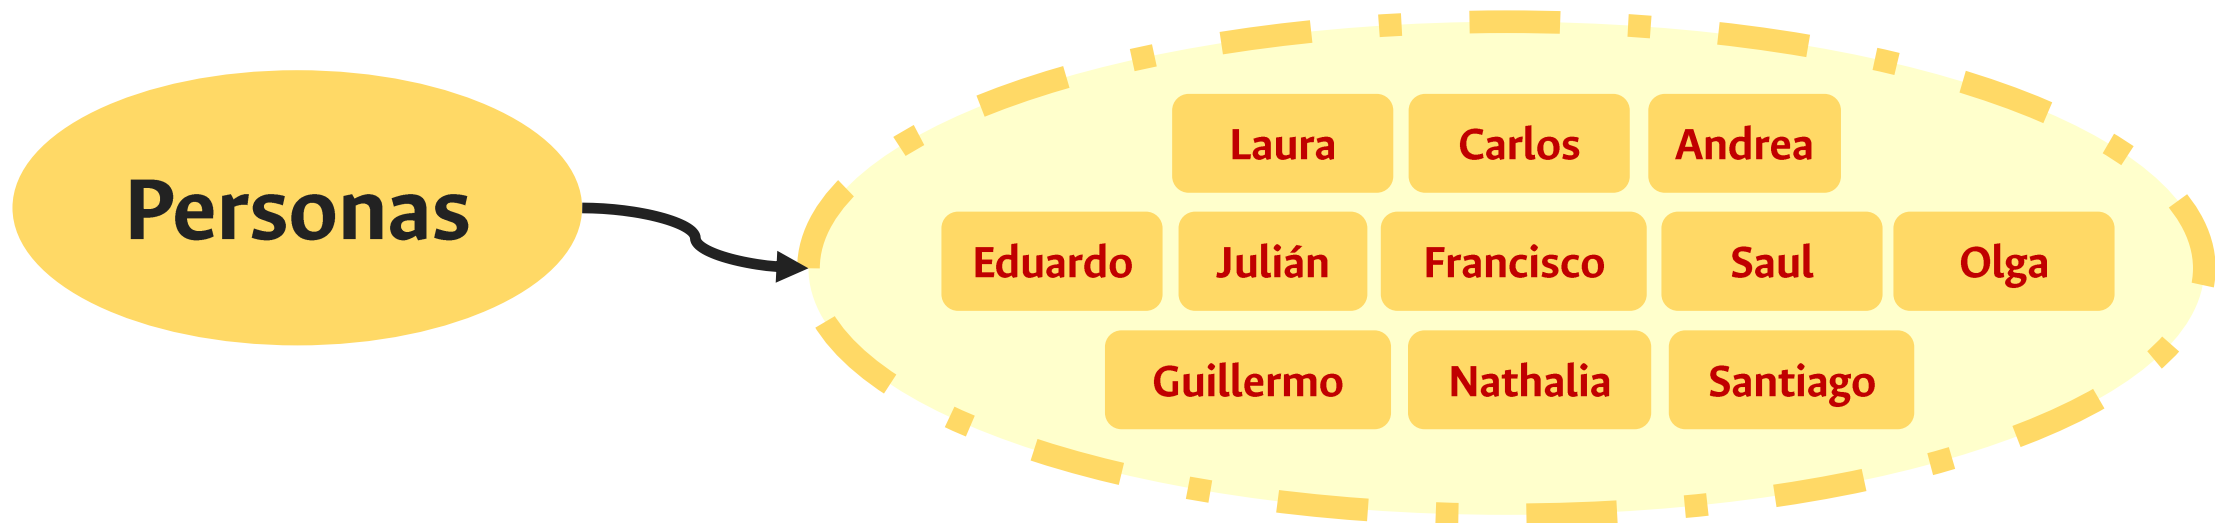 Personas
Laura
Carlos
Andrea
Eduardo
Julián
Francisco
Saul
Olga
Guillermo
Nathalia
Santiago